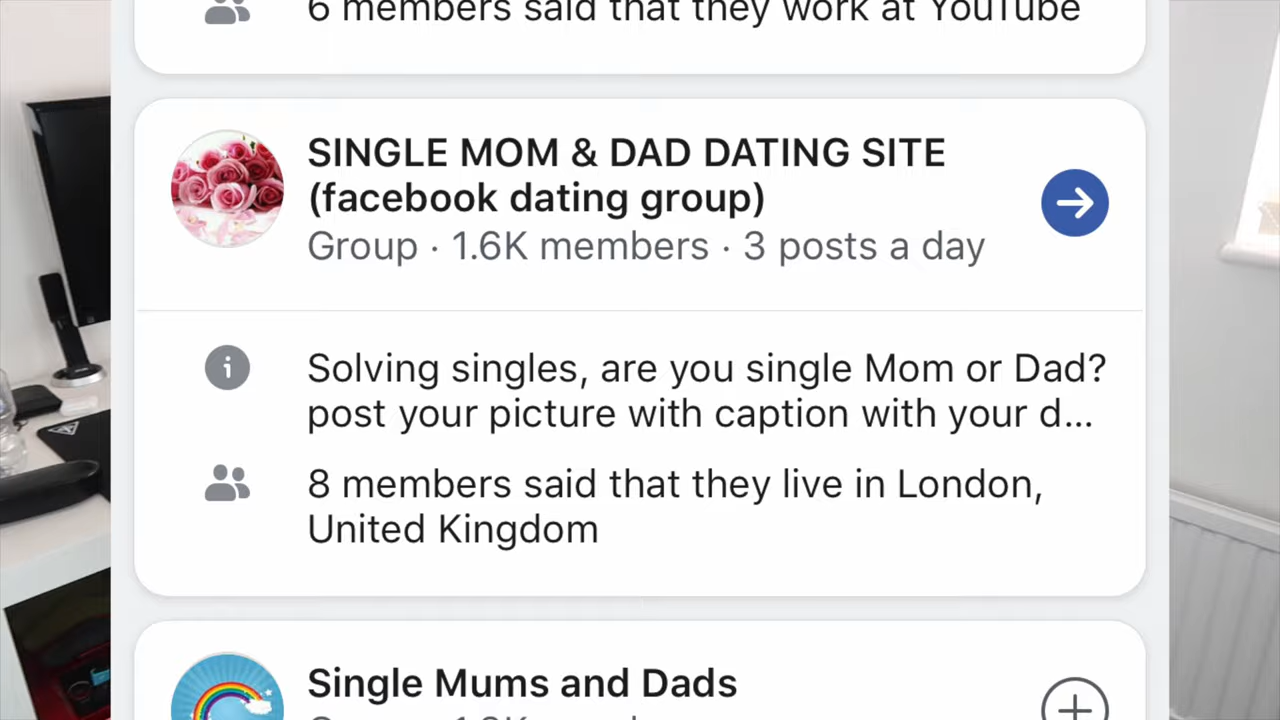 6 members said that they work at YouTube
SINGLE MOM & DAD DATING SITE
(facebook dating group)
Group · 1.6K members · 3 posts a day
Solving singles, are you single Mom or Dad?
post your picture with caption with your d...
8 members said that they live in London,
United Kingdom
Single Mums and Dads